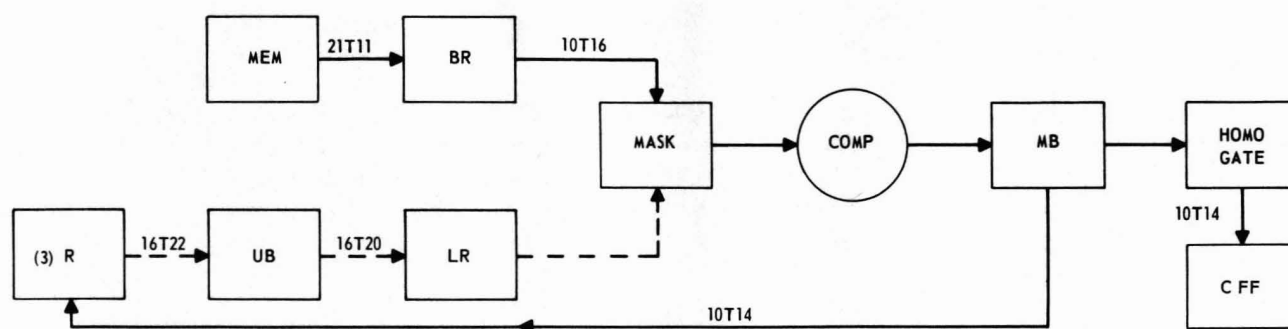 MEM
21T11
BR
10T16
MASK
COMP
MB
HOMO
GATE
10T14
C FF
(3) R
16T22
UB
16T20
LR
10T14